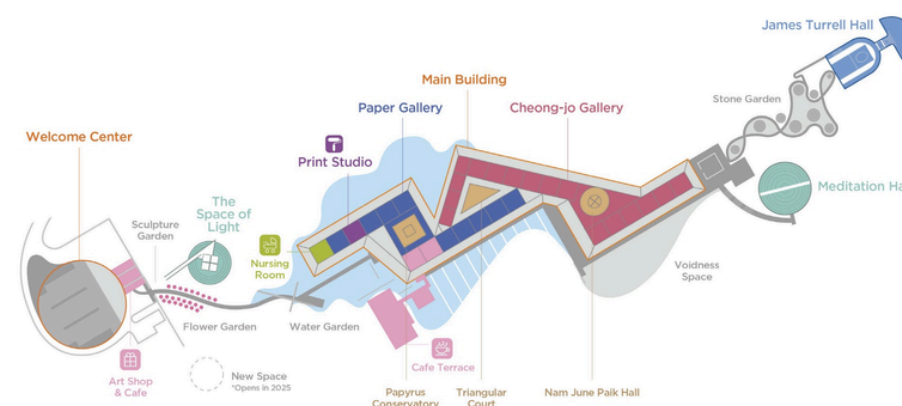 James Turrell Hall
Main Building
Paper Gallery
Cheong-jo Gallery
Stone Garden
Welcome Center
Print Studio
The
Space of
Light
Sculpture
Garden
Meditation
Nursing
Room
Voidness
Space
Flower Garden
Water Garden
Cafe Terrace
Art Shop
& Cafe
New Space
*Opens in 2025
Papyrus
Conservatory
Triangular
Court
Nam June Paik Hall